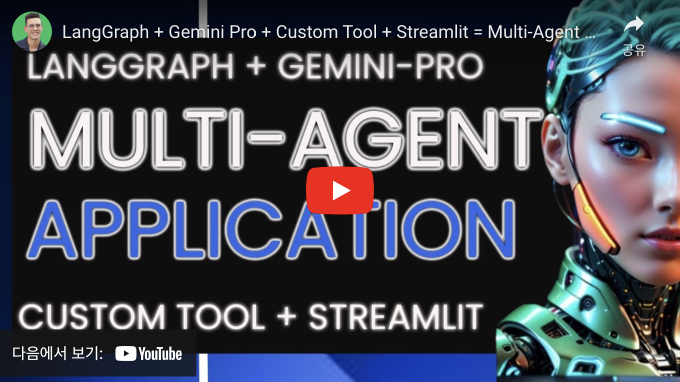 LangGraph + Gemini Pro + Custom Tool + Streamlit = Multi-Agent ...
공유
LANGGRAPH + GEMINI-PRO
MULTI-AGENT
APPLICATION
CUSTOM TOOL + STREAMLIT
다음에서 보기: YouTube